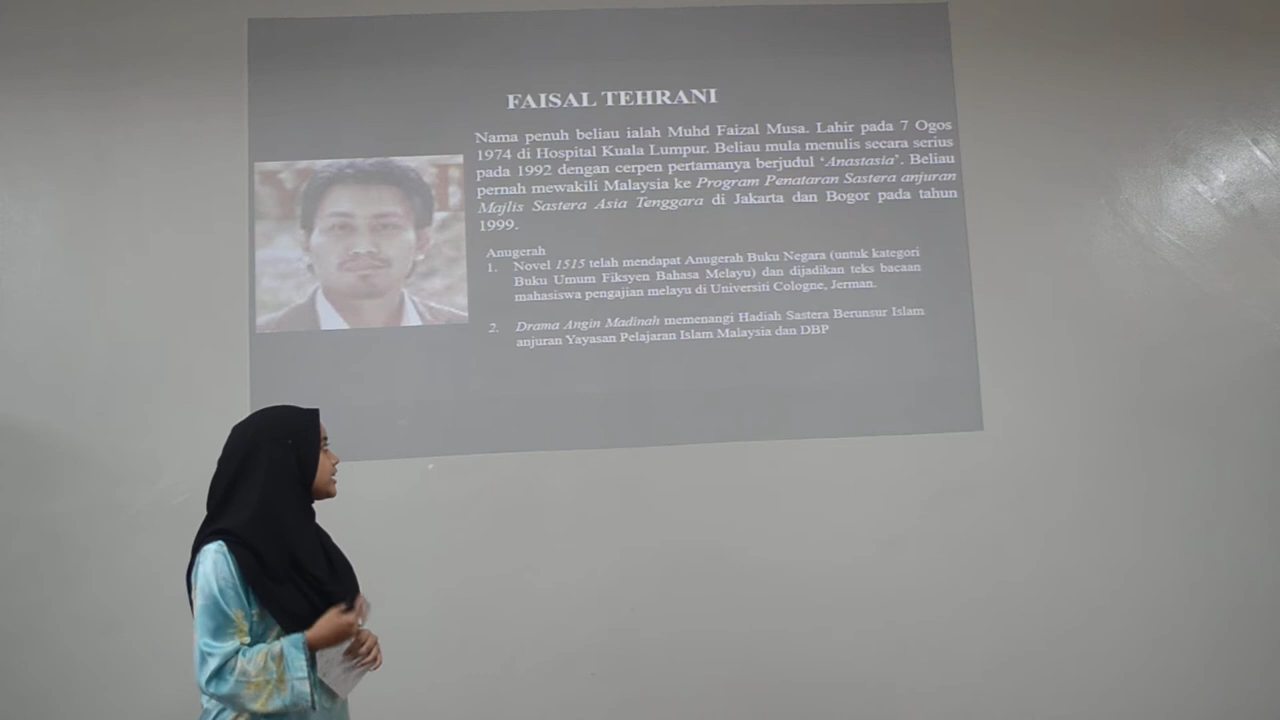 FAISAL TEHRANI
Nama penuh beliau ialah Muhd Faizal Musa. Lahir pada 7 Ogos
1974 di Hospital Kuala Lumpur. Beliau mula menulis secara serius
pada 1992 dengan cerpen pertamanya berjudul ‘Anastasia’. Beliau
pernah mewakili Malaysia ke Program Penataran Sastera anjuran
Majlis Sastera Asia Tenggara di Jakarta dan Bogor pada tahun
1999.
Anugerah
1. Novel 1515 telah mendapat Anugerah Buku Negara (untuk kategori
Buku Umum Fiksyen Bahasa Melayu) dan dijadikan teks bacaan
mahasiswa pengajian melayu di Universiti Cologne, Jerman.
2. Drama Angin Madinah memenangi Hadiah Sastera Berunsur Islam
anjuran Yayasan Pelajaran Islam Malaysia dan DBP